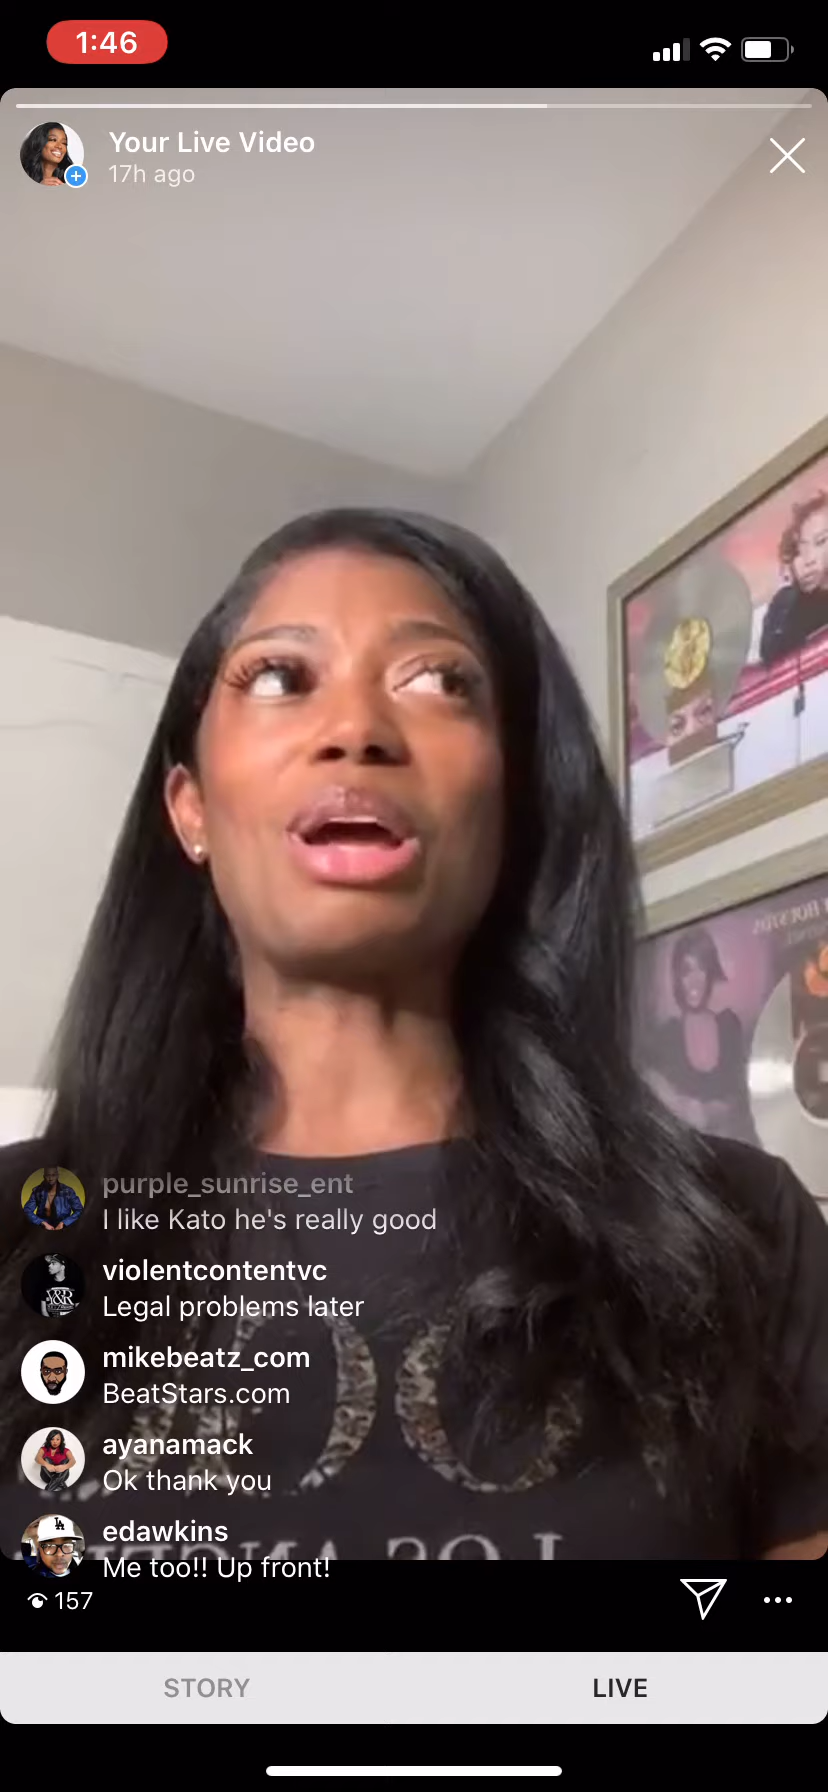 1:46
Your Live Video
17h ago
purple_sunrise_ent
I like Kato he's really good
violentcontentvc
Legal problems later
mikebeatz_com
BeatStars.com
ayanamack
Ok thank you
edawkins
Me too!! Up front!
157
STORY
LIVE